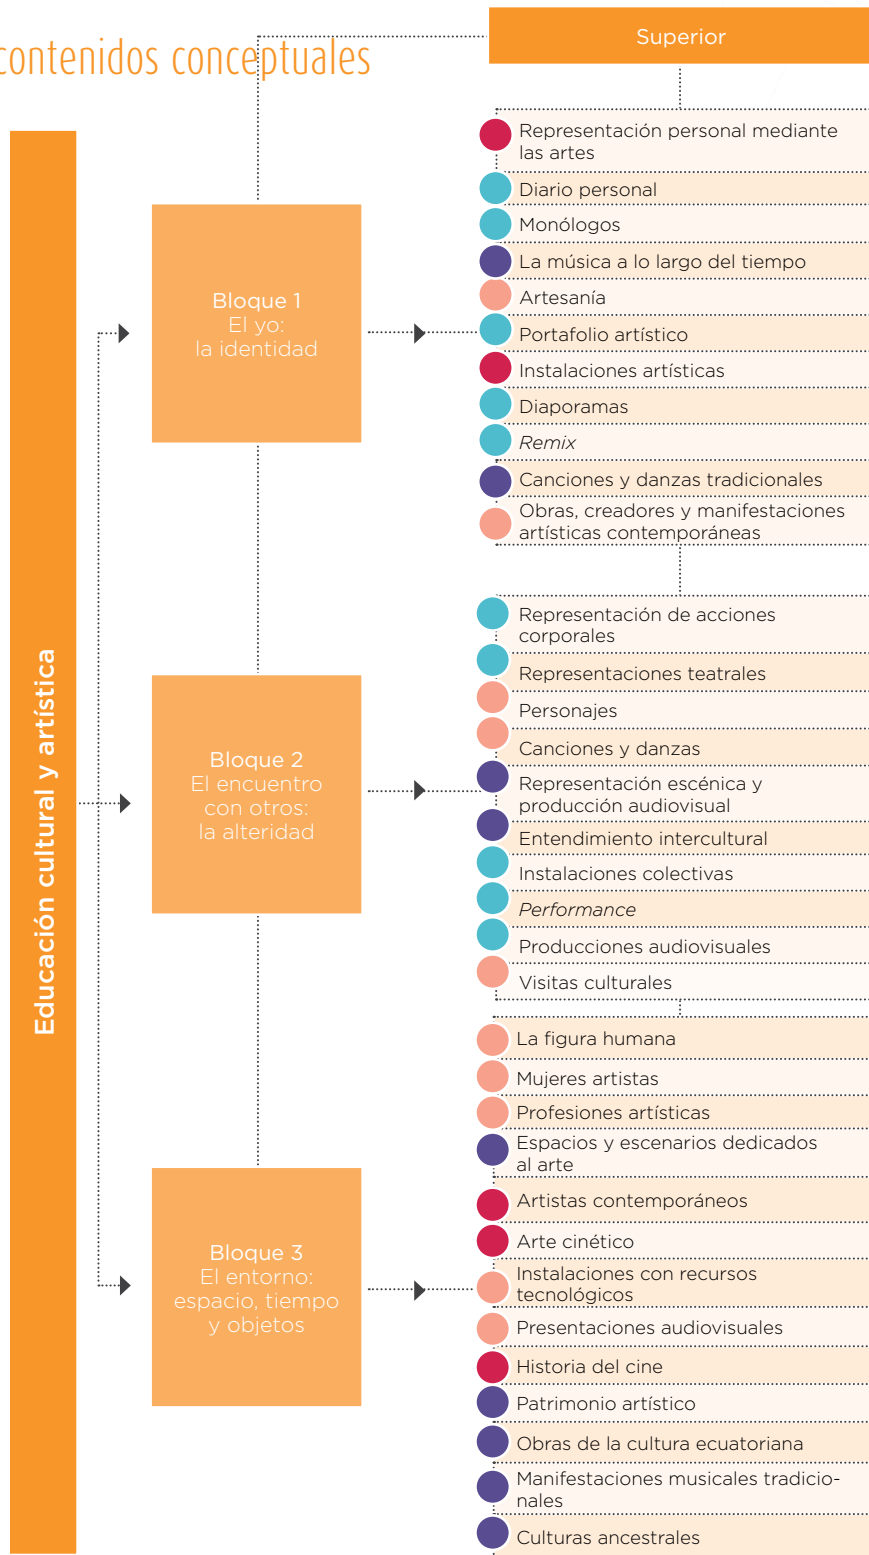 contenidos conceptuales
Superior
Educación cultural y artística
Bloque 1
El yo:
la identidad
Representación personal mediante
las artes
Diario personal
Monólogos
La música a lo largo del tiempo
Artesanía
Portafolio artístico
Instalaciones artísticas
Diaporamas
Remix
Canciones y danzas tradicionales
Obras, creadores y manifestaciones
artísticas contemporáneas
Bloque 2
El encuentro
con otros:
la alteridad
Representación de acciones
corporales
Representaciones teatrales
Personajes
Canciones y danzas
Representación escénica y
producción audiovisual
Entendimiento intercultural
Instalaciones colectivas
Performance
Producciones audiovisuales
Visitas culturales
Bloque 3
El entorno:
espacio, tiempo
y objetos
La figura humana
Mujeres artistas
Profesiones artísticas
Espacios y escenarios dedicados
al arte
Artistas contemporáneos
Arte cinético
Instalaciones con recursos
tecnológicos
Presentaciones audiovisuales
Historia del cine
Patrimonio artístico
Obras de la cultura ecuatoriana
Manifestaciones musicales tradicio-
nales
Culturas ancestrales